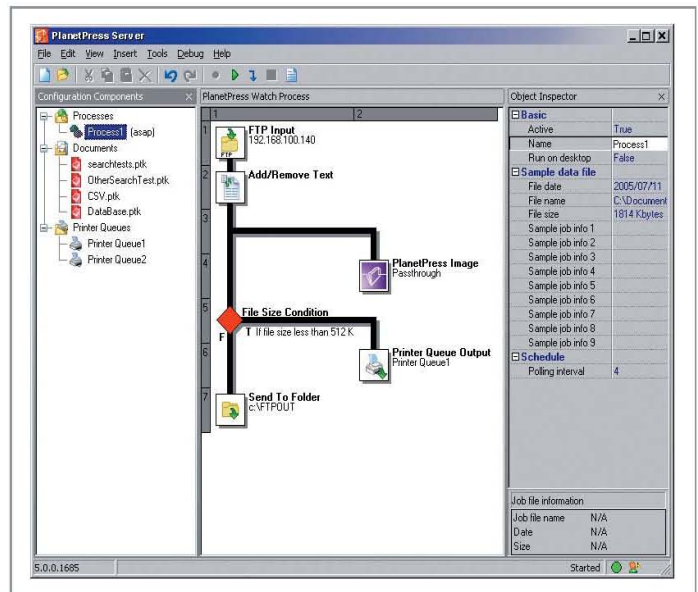 PlanetPress Server
File Edit View Insert Tools Debug Help
Configuration Components
Processes
Process1 (asap)
Documents
searchtests.ptk
OtherSearchTest.ptk
CSV.ptk
DataBase.ptk
Printer Queues
Printer Queue1
Printer Queue2
PlanetPress Watch Process
1 2
1
FTP Input
192.168.100.140
FTP
2
Add/Remove Text
3
4
PlanetPress Image
Passthrough
5
File Size Condition
F T If file size less than 512 K
6
Printer Queue Output
Printer Queue1
7
Send To Folder
c:\FTPOUT
Object Inspector
Basic
Active True
Name Process1
Run on desktop False
Sample data file
File date 2005/07/11
File name C:\Document
File size 1814 Kbytes
Sample job info 1
Sample job info 2
Sample job info 3
Sample job info 4
Sample job info 5
Sample job info 6
Sample job info 7
Sample job info 8
Sample job info 9
Schedule
Polling interval 4
Job file information
Job file name N/A
Date N/A
Size N/A
5.0.0.1685
Started